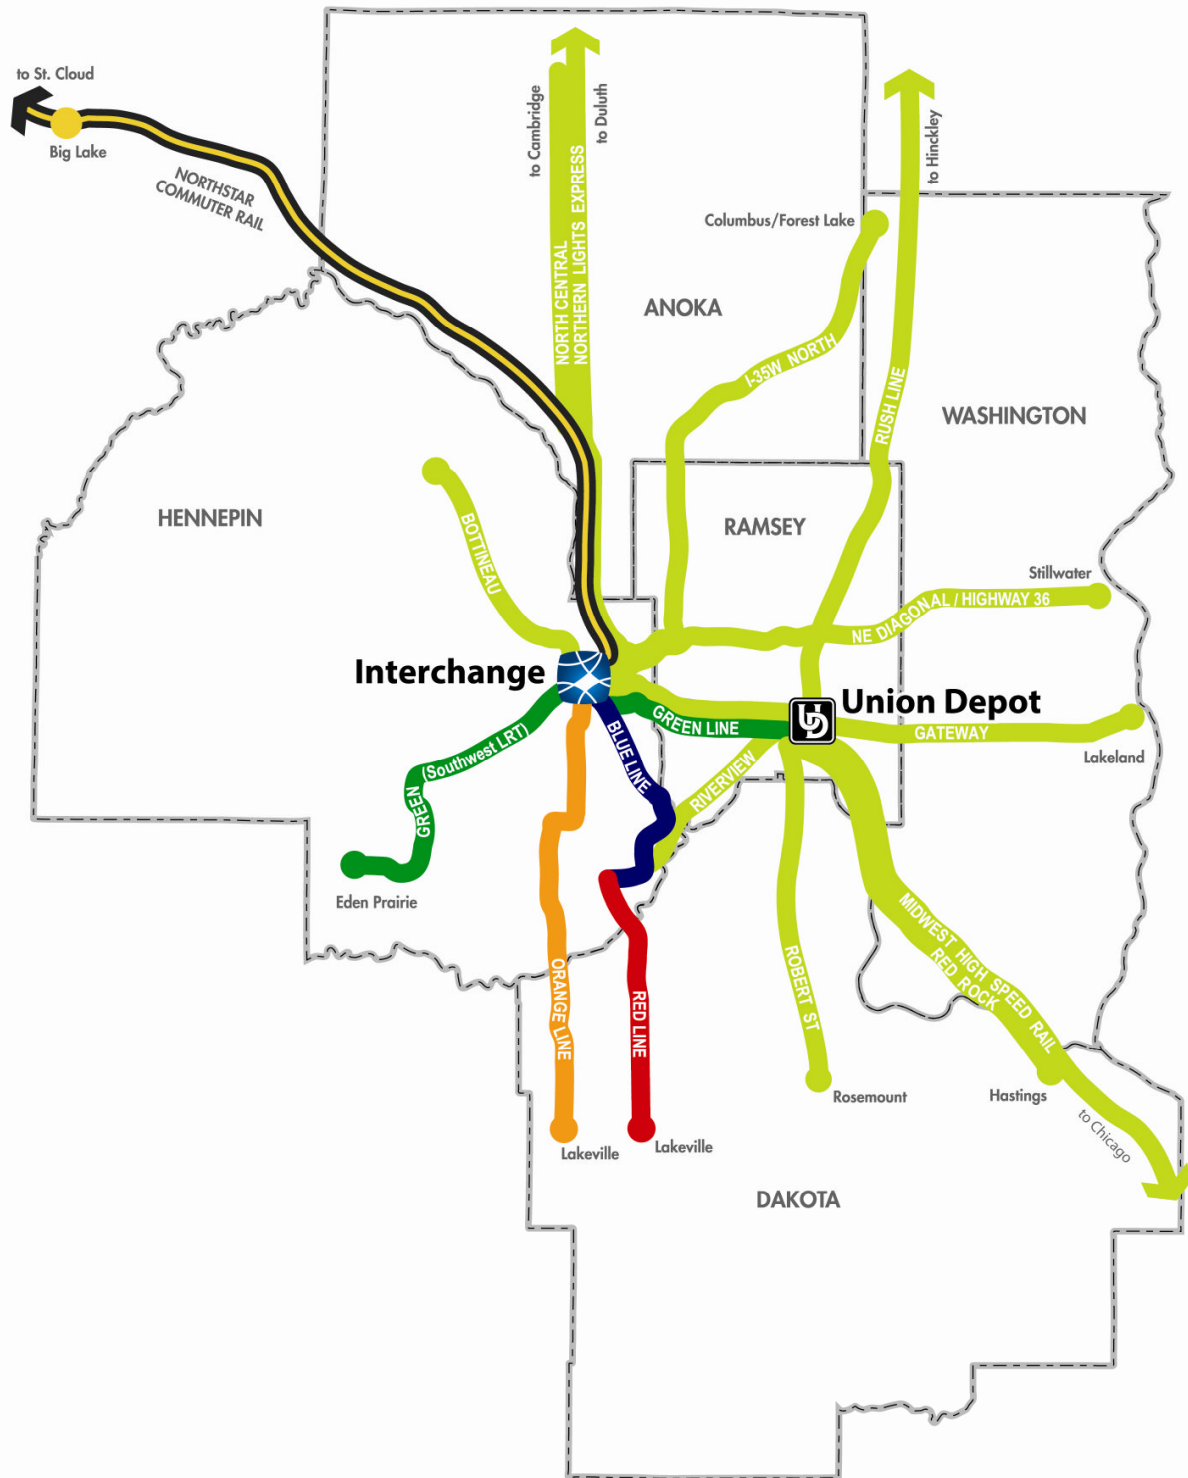 to St. Cloud
Big Lake
NORTHSTAR
COMMUTER RAIL
to Cambridge
to Duluth
NORTH CENTRAL
NORTHERN LIGHTS EXPRESS
to Hinckley
Columbus/Forest Lake
ANOKA
I-35W NORTH
RUSH LINE
WASHINGTON
HENNEPIN
BOTTINEAU
RAMSEY
Stillwater
NE DIAGONAL / HIGHWAY 36
Interchange
Union Depot
GREEN LINE
GATEWAY
Lakeland
GREEN (Southwest LRT)
BLUE LINE
RIVERVIEW
UD
Eden Prairie
ORANGE LINE
RED LINE
ROBERT ST
MIDWEST HIGH SPEED RAIL
RED ROCK
Rosemount
Hastings
to Chicago
Lakeville
Lakeville
DAKOTA